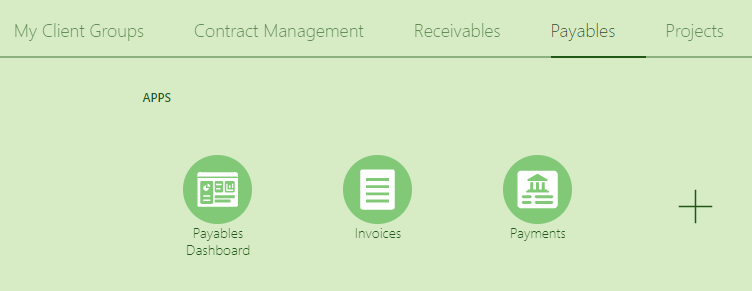 My Client Groups Contract Management Receivables Payables Projects
APPS
Payables Dashboard
Invoices
Payments